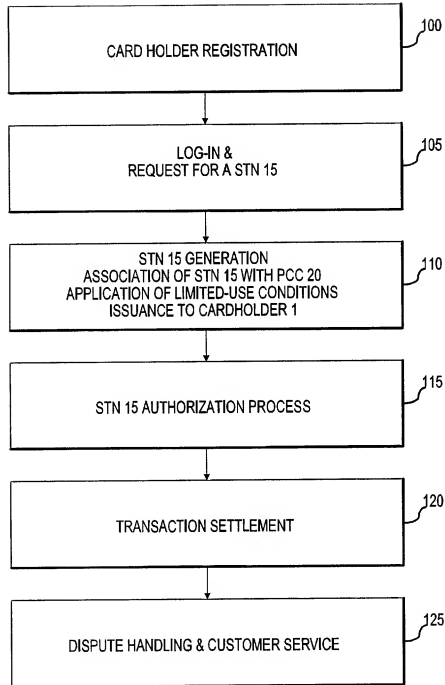 CARD HOLDER REGISTRATION
100
LOG-IN &
REQUEST FOR A STN 15
105
STN 15 GENERATION
ASSOCIATION OF STN 15 WITH PCC 20
APPLICATION OF LIMITED-USE CONDITIONS
ISSUANCE TO CARDHOLDER 1
110
STN 15 AUTHORIZATION PROCESS
115
TRANSACTION SETTLEMENT
120
DISPUTE HANDLING & CUSTOMER SERVICE
125